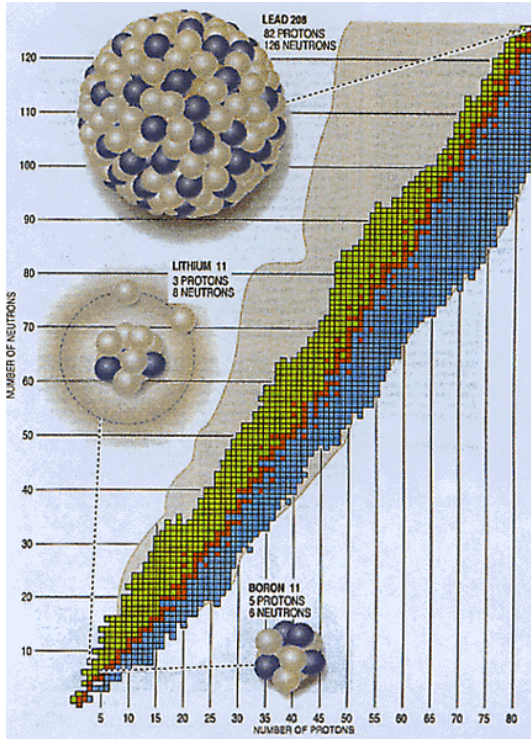 LEAD 208
82 PROTONS
126 NEUTRONS
120
110
100
90
LITHIUM 11
3 PROTONS
8 NEUTRONS
80
70
NUMBER OF NEUTRONS
60
50
40
30
20
BORON 11
5 PROTONS
6 NEUTRONS
10
5 10 15 20 25 30 35 40 45 50 55 60 65 70 75 80
NUMBER OF PROTONS